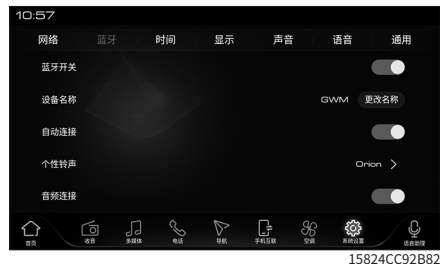 10:57
网络 蓝牙 时间 显示 声音 语音 通用
蓝牙开关
设备名称 GWM 更改名称
自动连接
个性铃声 Orion
音频连接
首页 收音 多媒体 电话 导航 手机互联 空调 系统设置 语音助理
15824CC92B82